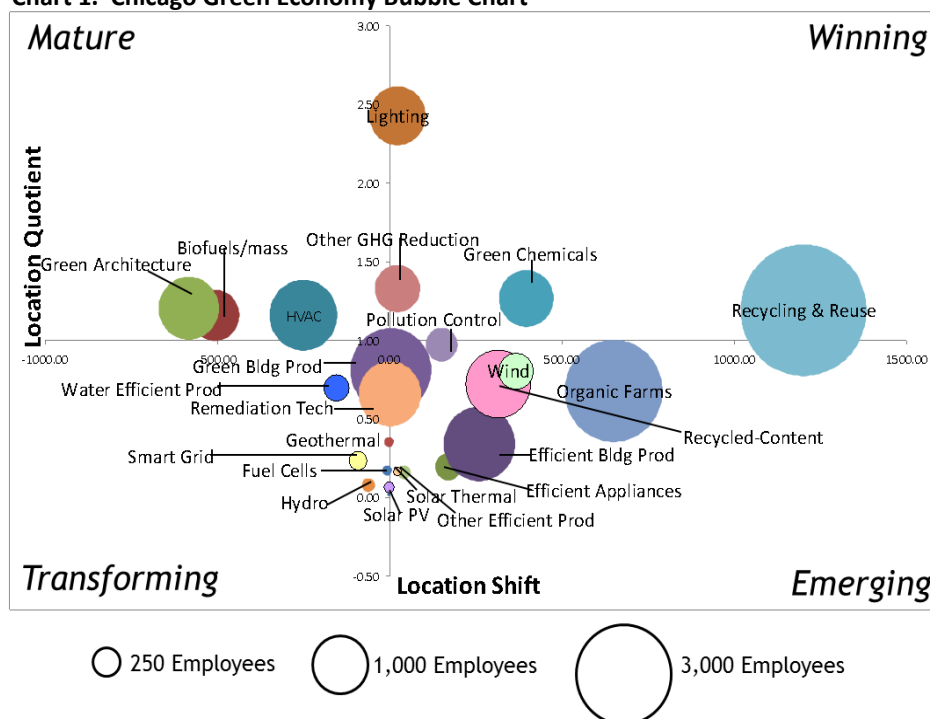 Chart 1. Chicago Green Economy Bubble Chart
Mature
Winning
3.00
2.50
Lighting
2.00
Location Quotient
Biofuels/mass
Other GHG Reduction
1.50
Green Chemicals
Green Architecture
HVAC
Pollution Control
Recycling & Reuse
1.00
-1000.00
-500.00
0.00
500.00
1000.00
1500.00
Green Bldg Prod
Wind
Water Efficient Prod
Organic Farms
Remediation Tech
0.50
Geothermal
Recycled-Content
Smart Grid
Efficient Bldg Prod
Fuel Cells
Efficient Appliances
Hydro
0.00
Solar Thermal
Solar PV
Other Efficient Prod
-0.50
Transforming
Location Shift
Emerging
250 Employees
1,000 Employees
3,000 Employees